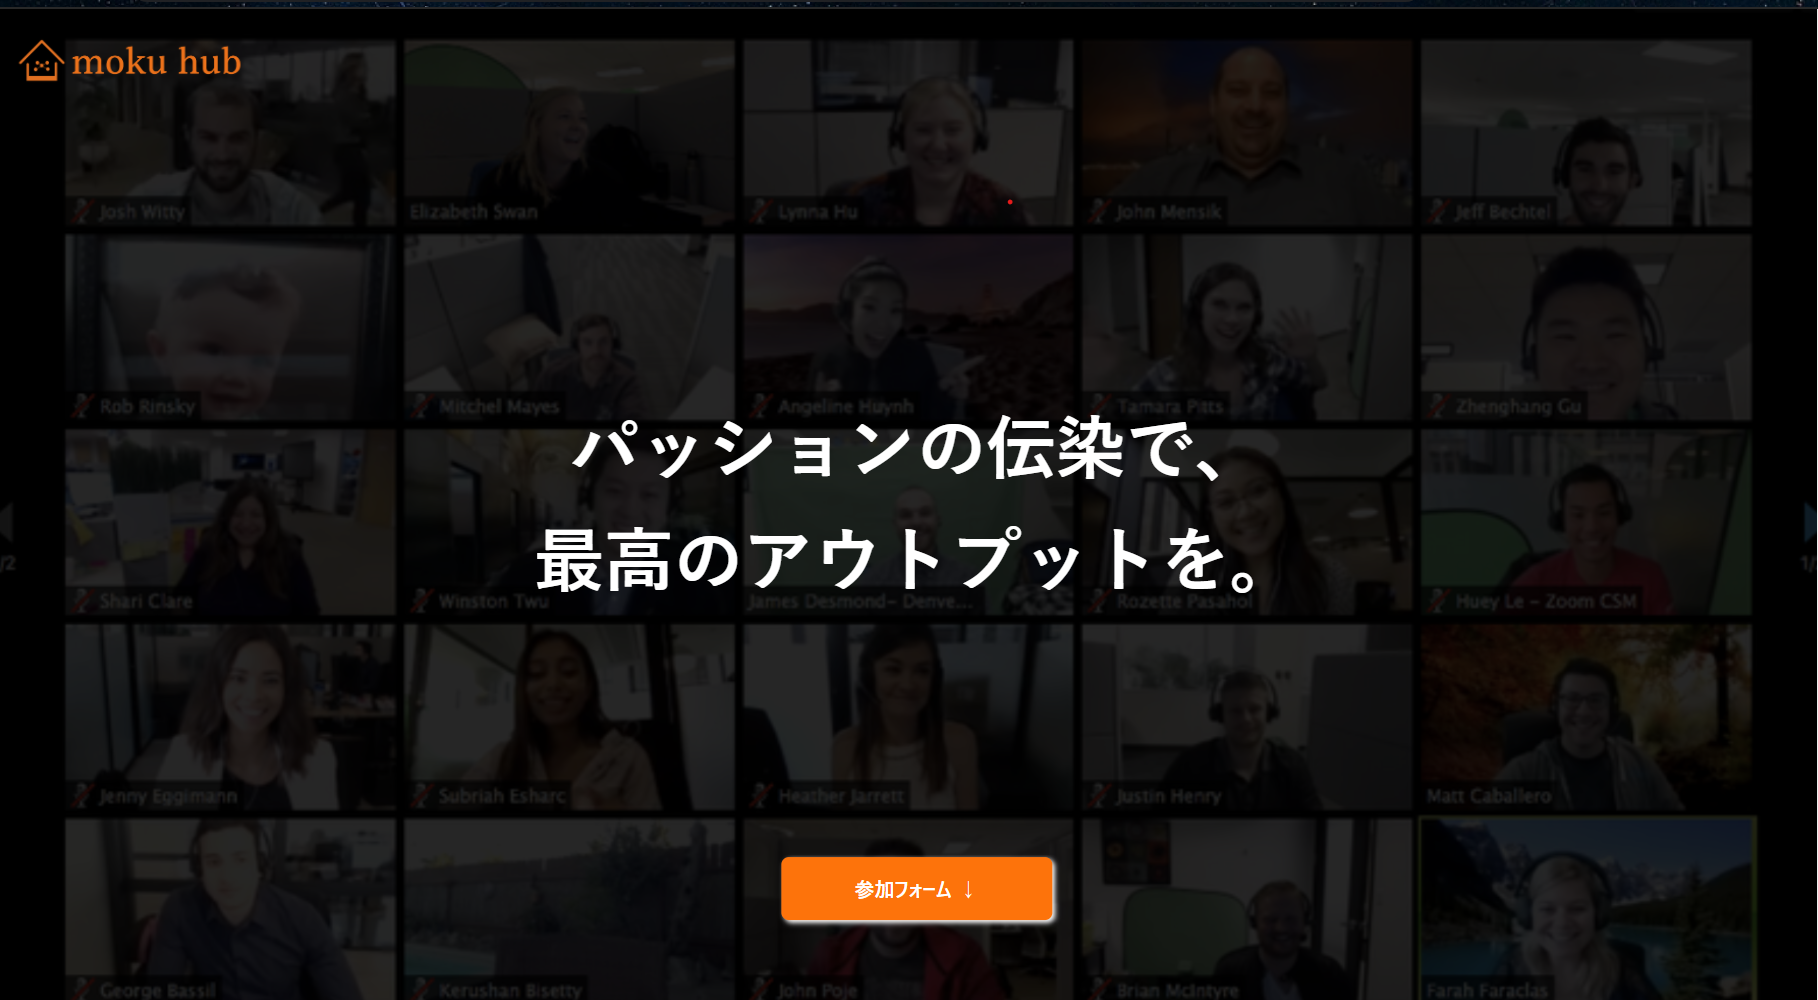 moku hub
Josh Witty
Elizabeth Swan
Lynna Hu
John Mensik
Jeff Bechtel
Rob Rinsky
Mitchel Mayes
Angeline Huynh
Tamara Pitts
Zhenghang Gu
パッションの伝染で、
最高のアウトプットを。
/2
1/
Shari Clare
Winston Twu
James Desmond- Denve...
Rozette Pasahol
Huey Le - Zoom CSM
Jenny Eggimann
Subriah Esharc
Heather Jarrett
Justin Henry
Matt Caballero
参加フォーム ↓
George Bassil
Kerushan Bisetty
John Poje
Brian McIntyre
Farah Faraclas